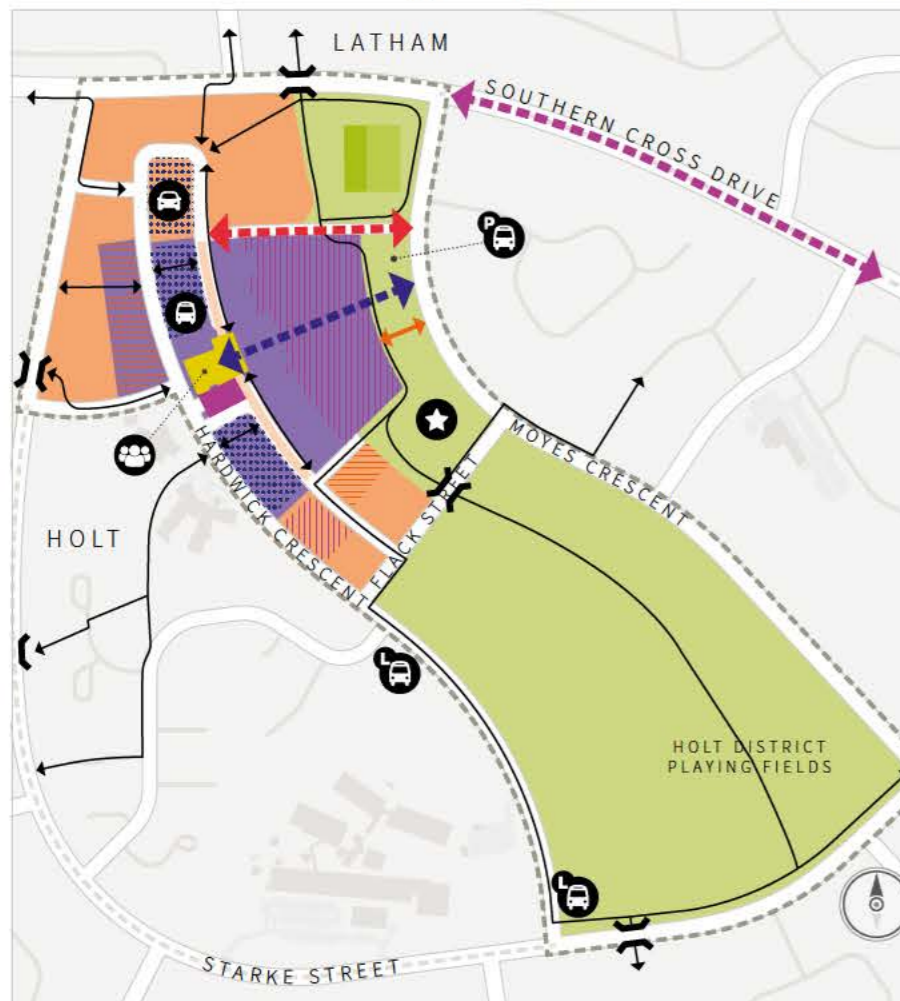 LATHAM
SOUTHERN CROSS DRIVE
P
MOYES CRESCENT
HARDWICK CRESCENT
FLACK STREET
HOLT
L
HOLT DISTRICT
PLAYING FIELDS
L
STARKE STREET